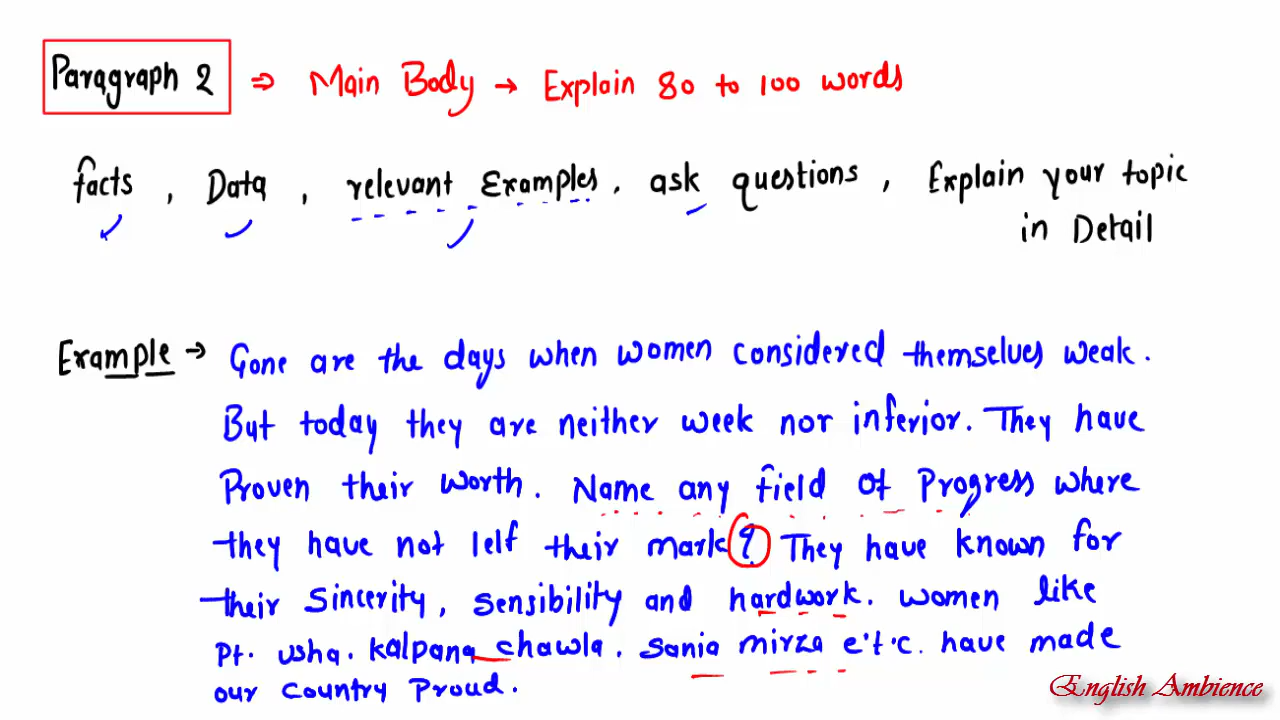 Paragraph 2 ⇒ Main Body → Explain 80 to 100 words
facts , Data , relevant Examples. ask questions , Explain your topic
in Detail
Example → Gone are the days when women considered themselves weak.
But today they are neither week nor inferior. They have
Proven their worth. Name any field of Progress where
they have not lelf their mark? They have known for
their Sincerity, Sensibility and hardwork. women like
Pt. usha. kalpana chawla. Sania mirza e.t.c. have made
our country Proud.
English Ambience